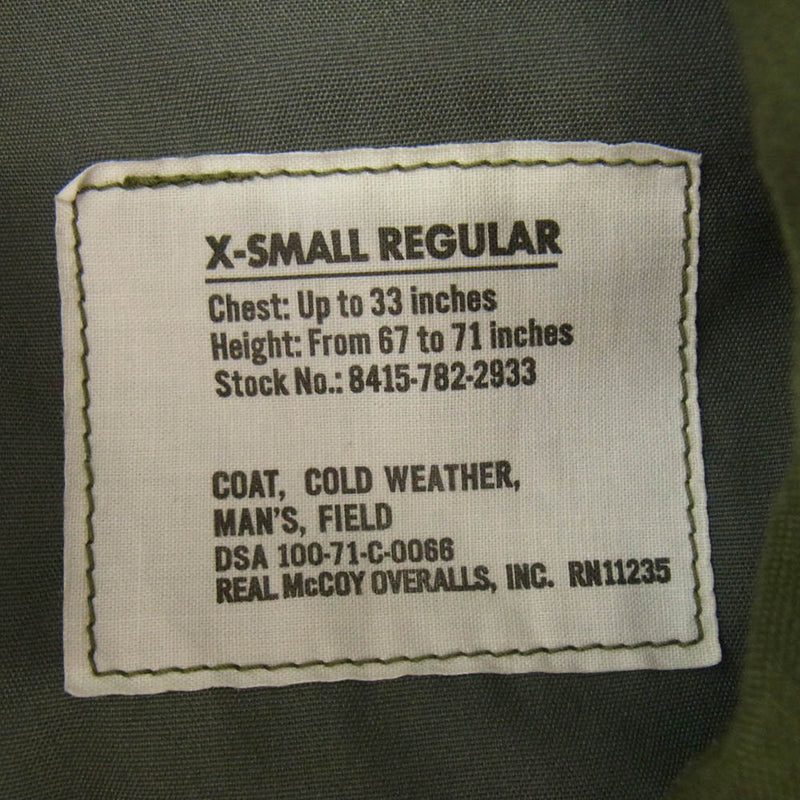 X-SMALL REGULAR
Chest: Up to 33 inches
Height: From 67 to 71 inches
Stock No.: 8415-782-2933
COAT, COLD WEATHER,
MAN'S, FIELD
DSA 100-71-C-0066
REAL McCOY OVERALLS, INC. RN11235